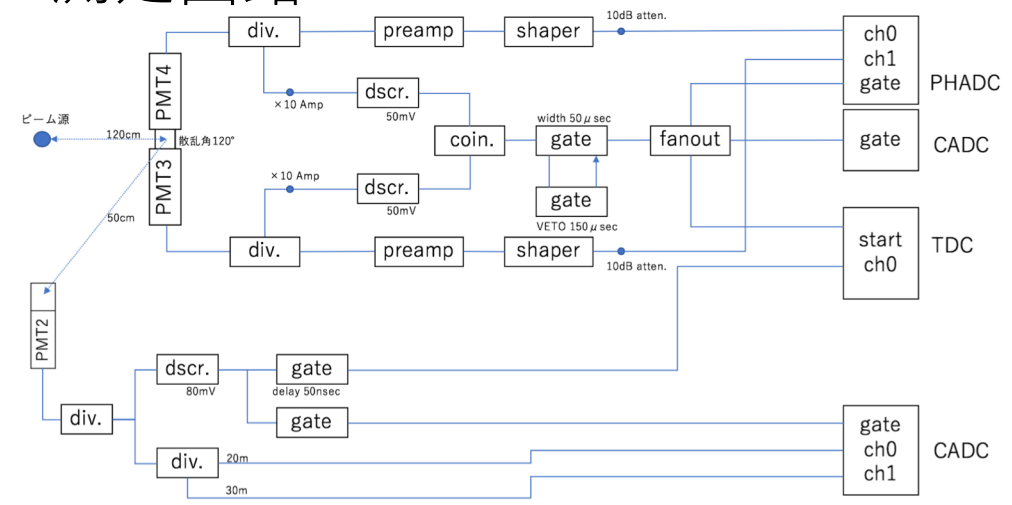 div.
preamp
shaper
10dB atten.
ch0
ch1
gate
PHADC
PMT4
×10 Amp
dscr.
50mV
ビーム源
120cm
散乱角120°
coin.
width 50μsec
gate
fanout
gate
CADC
PMT3
×10 Amp
dscr.
50mV
gate
VETO 150μsec
50cm
div.
preamp
shaper
10dB atten.
start
ch0
TDC
PMT2
dscr.
80mV
gate
delay 50nsec
div.
gate
gate
ch0
ch1
CADC
div.
20m
30m